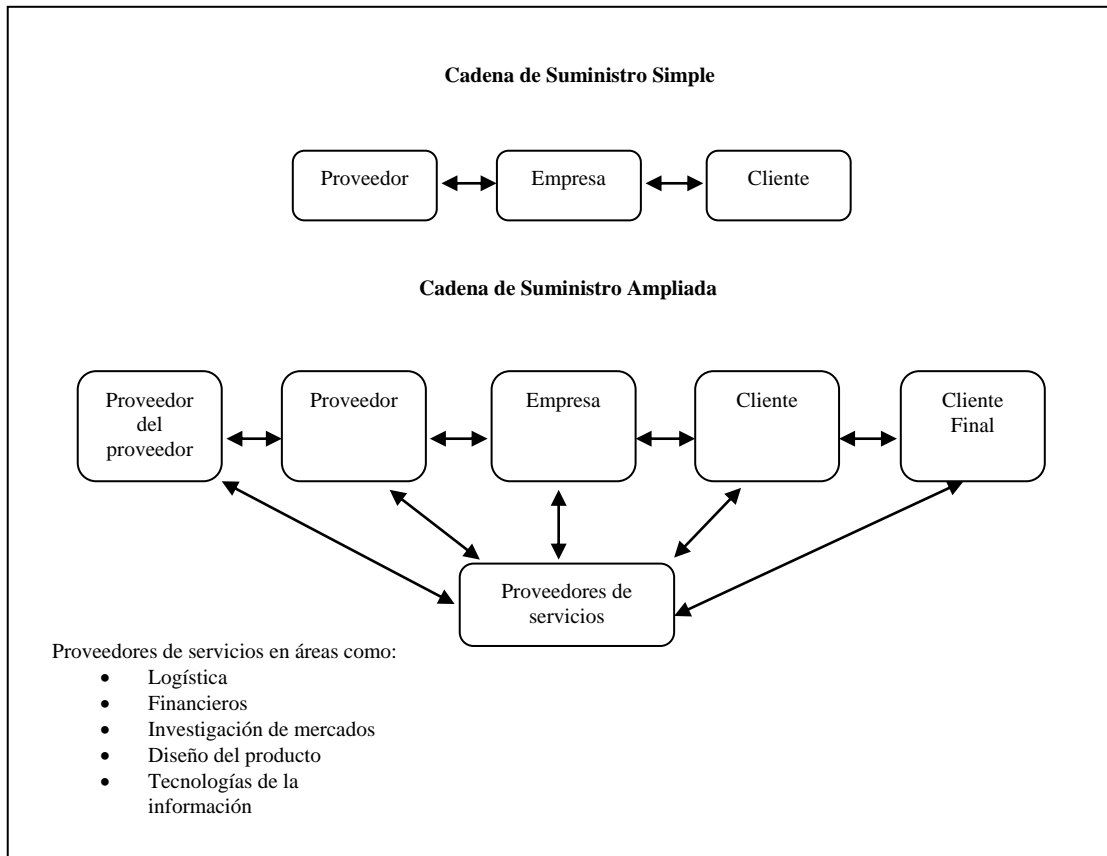 Cadena de Suministro Simple
Proveedor
Empresa
Cliente
Cadena de Suministro Ampliada
Proveedor
del
proveedor
Proveedor
Empresa
Cliente
Cliente
Final
Proveedores de
servicios
Proveedores de servicios en áreas como:
• Logística
• Financieros
• Investigación de mercados
• Diseño del producto
• Tecnologías de la
información